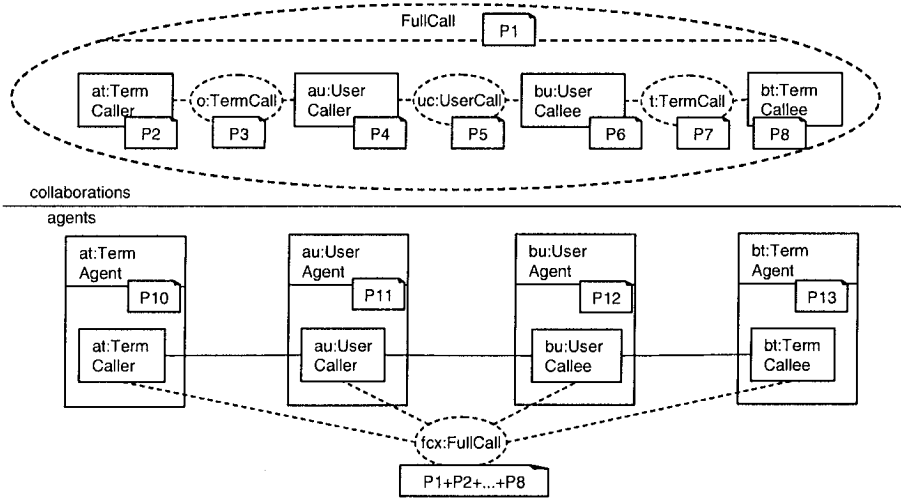 FullCall
P1
at:Term
Caller
P2
o:TermCall
P3
au:User
Caller
P4
uc:UserCall
P5
bu:User
Callee
P6
t:TermCall
P7
bt:Term
Callee
P8
collaborations
agents
at:Term
Agent
P10
au:User
Agent
P11
bu:User
Agent
P12
bt:Term
Agent
P13
at:Term
Caller
au:User
Caller
bu:User
Callee
bt:Term
Callee
fcx:FullCall
P1+P2+...+P8